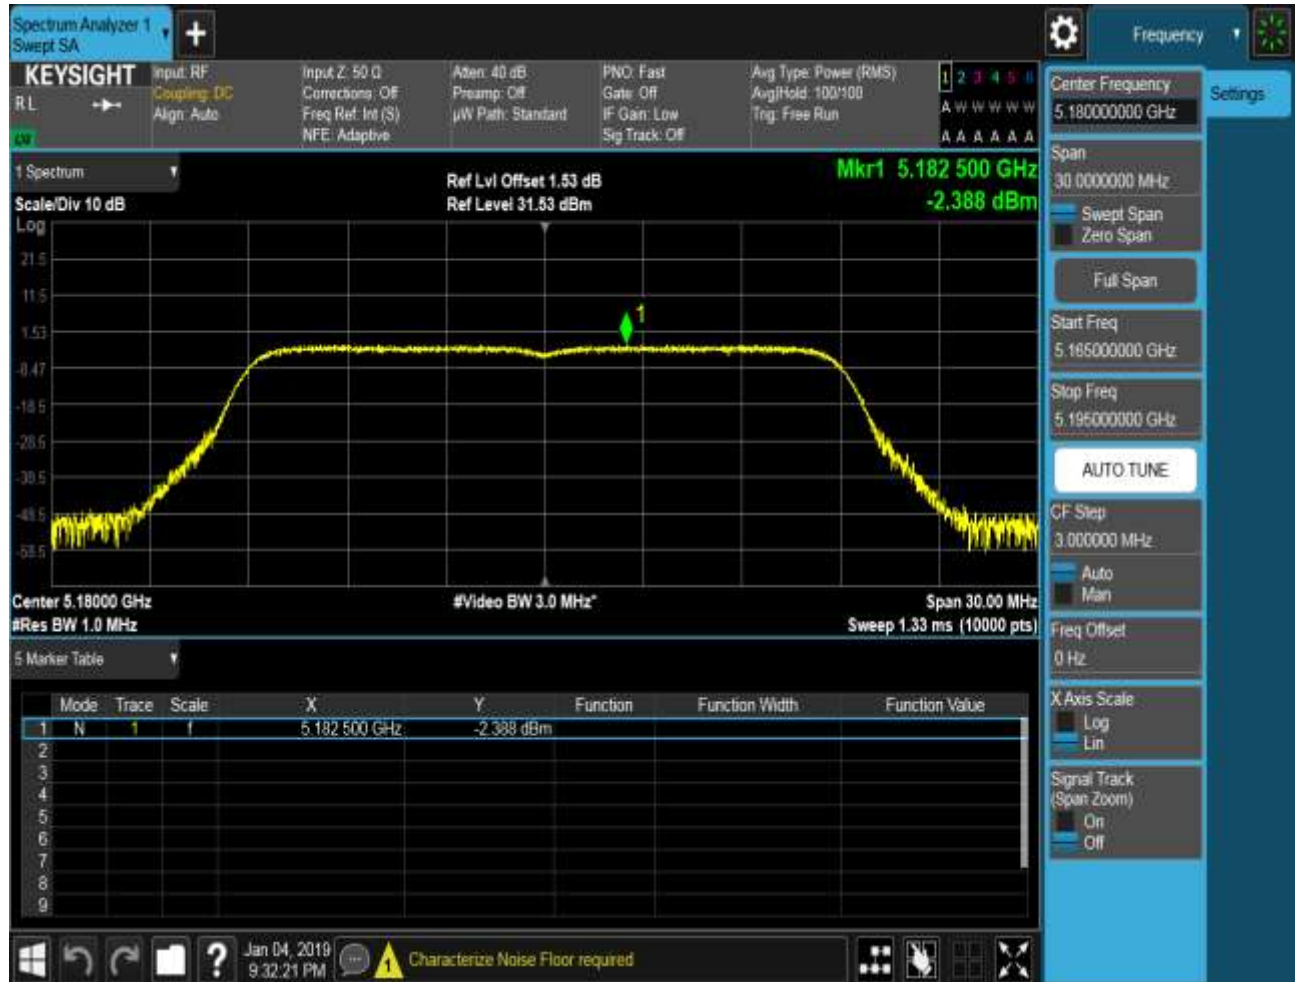 Spectrum Analyzer 1
Swept SA
+
Frequency
KEYSIGHT
Input: RF
Coupling: DC
Align: Auto
Input Z: 50 Ω
Corrections: Off
Freq Ref: Int (S)
NFE: Adaptive
Atten: 40 dB
Preamp: Off
µW Path: Standard
PNO: Fast
Gate: Off
IF Gain: Low
Sig Track: Off
Avg Type: Power (RMS)
Avg|Hold: 100/100
Trig: Free Run
1 2 3 4 5 6
A W W W W W
A A A A A A
R L
1 Spectrum
Scale/Div 10 dB
Ref Lvl Offset 1.53 dB
Ref Level 31.53 dBm
Mkr1 5.182 500 GHz
-2.388 dBm
Log
21.5
11.5
1.53
-8.47
-18.5
-28.5
-38.5
-48.5
-58.5
1
Center 5.18000 GHz
#Res BW 1.0 MHz
#Video BW 3.0 MHz*
Span 30.00 MHz
Sweep 1.33 ms (10000 pts)
5 Marker Table
Mode Trace Scale X Y Function Function Width Function Value
1 N 1 f 5.182 500 GHz -2.388 dBm
2
3
4
5
6
7
8
9
Jan 04, 2019
9:32:21 PM
?
1
Characterize Noise Floor required
Center Frequency
5.180000000 GHz
Settings
Span
30.0000000 MHz
Swept Span
Zero Span
Full Span
Start Freq
5.165000000 GHz
Stop Freq
5.195000000 GHz
AUTO TUNE
CF Step
3.000000 MHz
Auto
Man
Freq Offset
0 Hz
X Axis Scale
Log
Lin
Signal Track
(Span Zoom)
On
Off